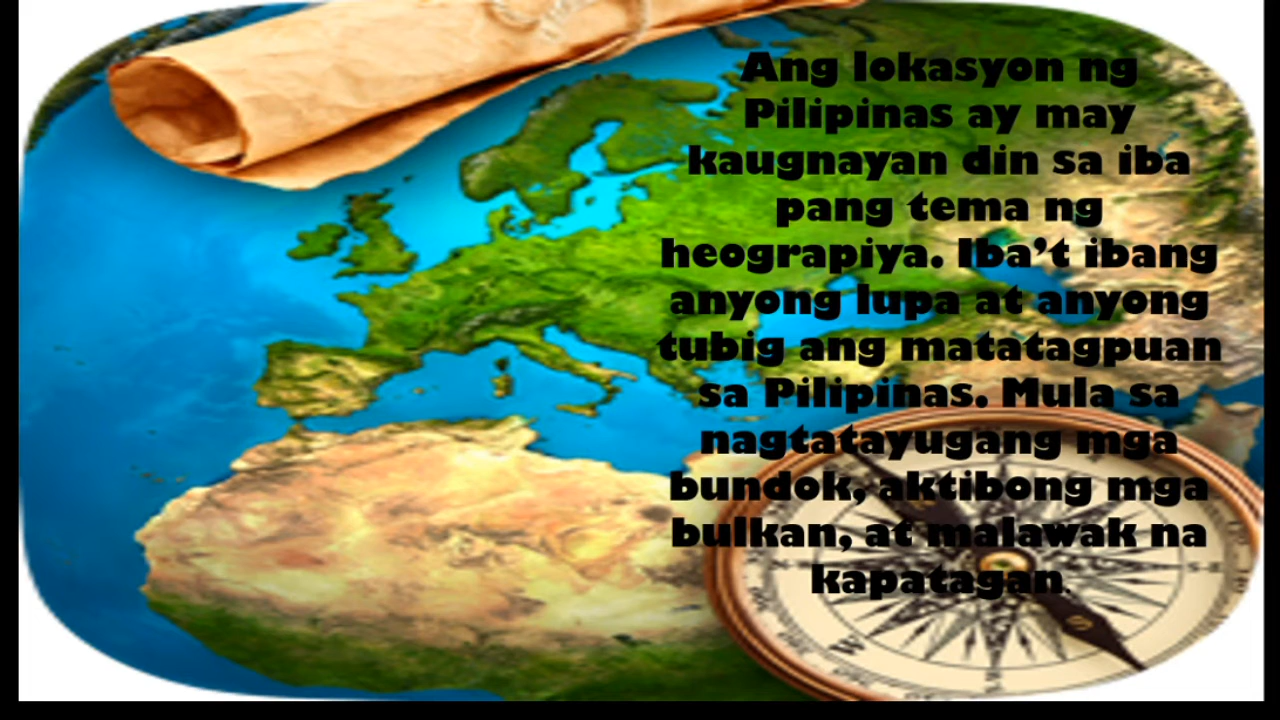 Ang lokasyon ng
Pilipinas ay may
kaugnayan din sa iba
pang tema ng
heograpiya. Iba't ibang
anyong lupa at anyong
tubig ang matatagpuan
sa Pilipinas. Mula sa
nagtatayugang mga
bundok, aktibong mga
bulkan, at malawak na
kapatagan.